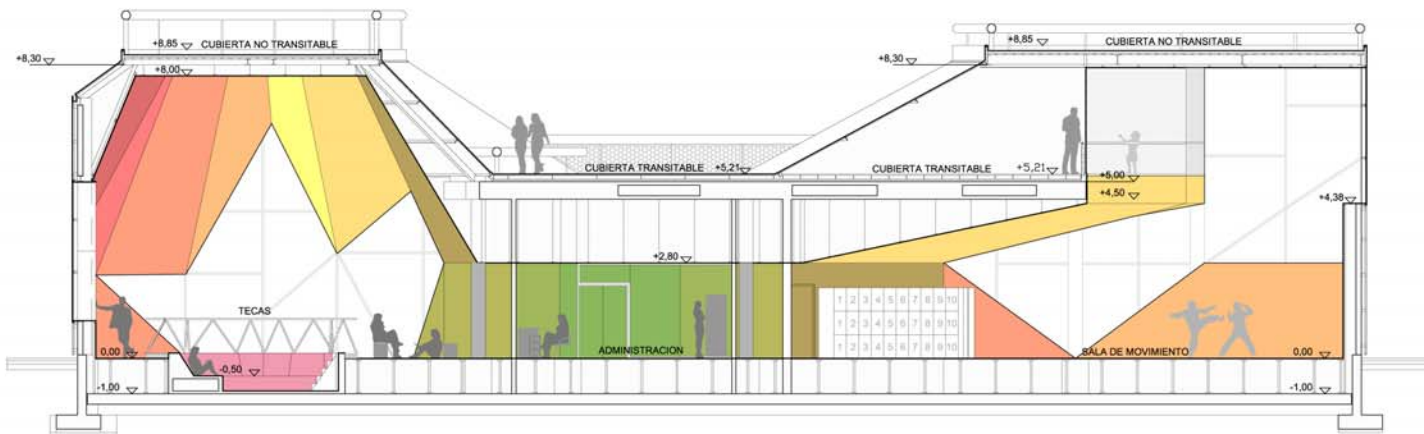 +8,85 CUBIERTA NO TRANSITABLE
+8,85 CUBIERTA NO TRANSITABLE
+8,30
+8,30
+8,00
CUBIERTA TRANSITABLE +5,21
CUBIERTA TRANSITABLE +5,21
+5,00
+4,50
+4,38
+2,80
TECAS
1 2 3 4 5 6 7 8 9 10
1 2 3 4 5 6 7 8 9 10
1 2 3 4 5 6 7 8 9 10
0,00
ADMINISTRACION
SALA DE MOVIMIENTO
0,00
-0,50
-1,00
-1,00